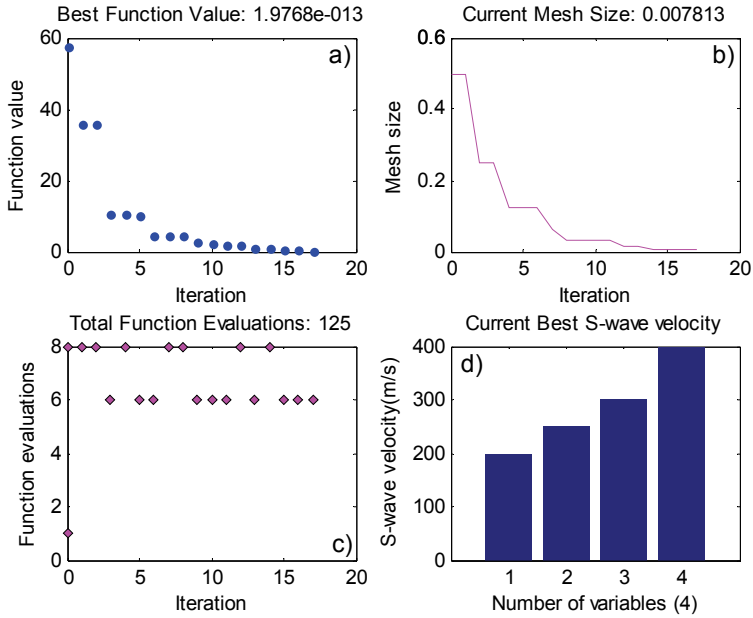 Best Function Value: 1.9768e-013
a)
Function value
60
40
20
0
0 5 10 15 20
Iteration
Current Mesh Size: 0.007813
b)
Mesh size
0.6
0.4
0.2
0
0 5 10 15 20
Iteration
Total Function Evaluations: 125
c)
Function evaluations
8
6
4
2
0
0 5 10 15 20
Iteration
Current Best S-wave velocity
d)
S-wave velocity(m/s)
400
300
200
100
0
1 2 3 4
Number of variables (4)